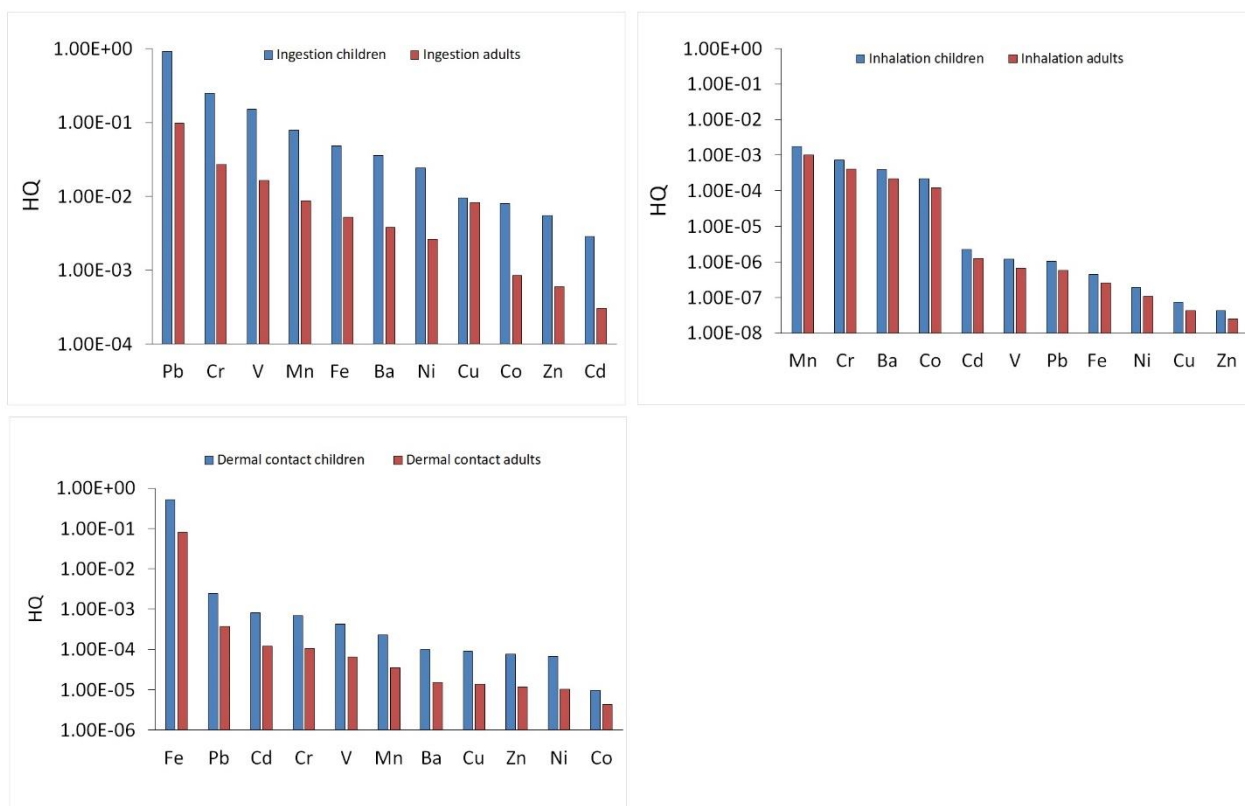 Ingestion children Ingestion adults
1.00E+00
1.00E-01
1.00E-02
1.00E-03
1.00E-04
HQ
Pb Cr V Mn Fe Ba Ni Cu Co Zn Cd
Inhalation children Inhalation adults
1.00E+00
1.00E-01
1.00E-02
1.00E-03
1.00E-04
1.00E-05
1.00E-06
1.00E-07
1.00E-08
HQ
Mn Cr Ba Co Cd V Pb Fe Ni Cu Zn
Dermal contact children Dermal contact adults
1.00E+00
1.00E-01
1.00E-02
1.00E-03
1.00E-04
1.00E-05
1.00E-06
HQ
Fe Pb Cd Cr V Mn Ba Cu Zn Ni Co